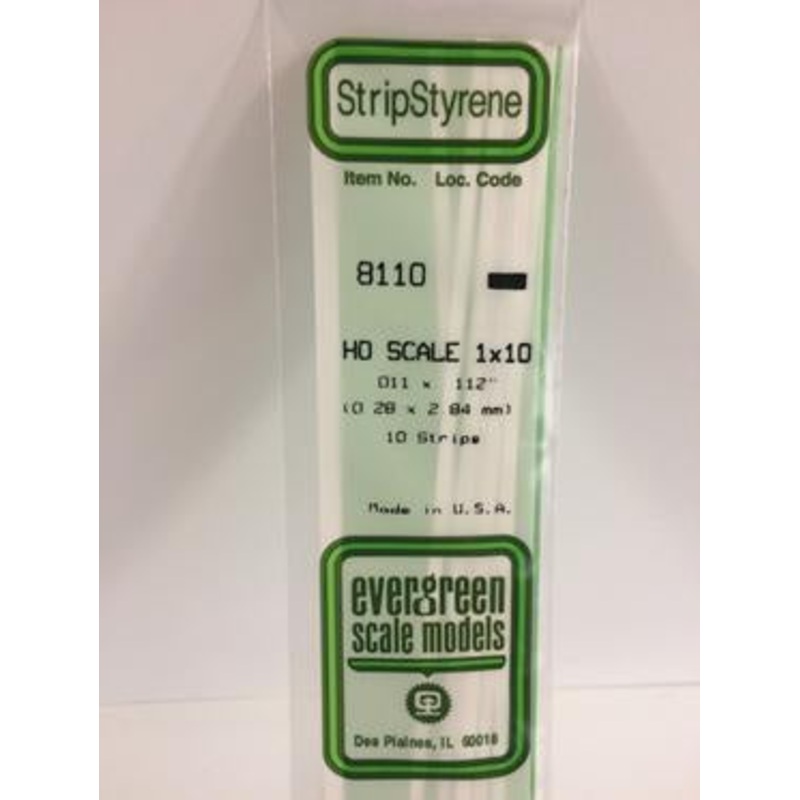 StripStyrene
Item No. Loc. Code
8110
HO SCALE 1x10
.011 x .112"
(0.28 x 2.84 mm)
10 Strips
Made in U.S.A.
evergreen
scale models
Des Plaines, IL 60018